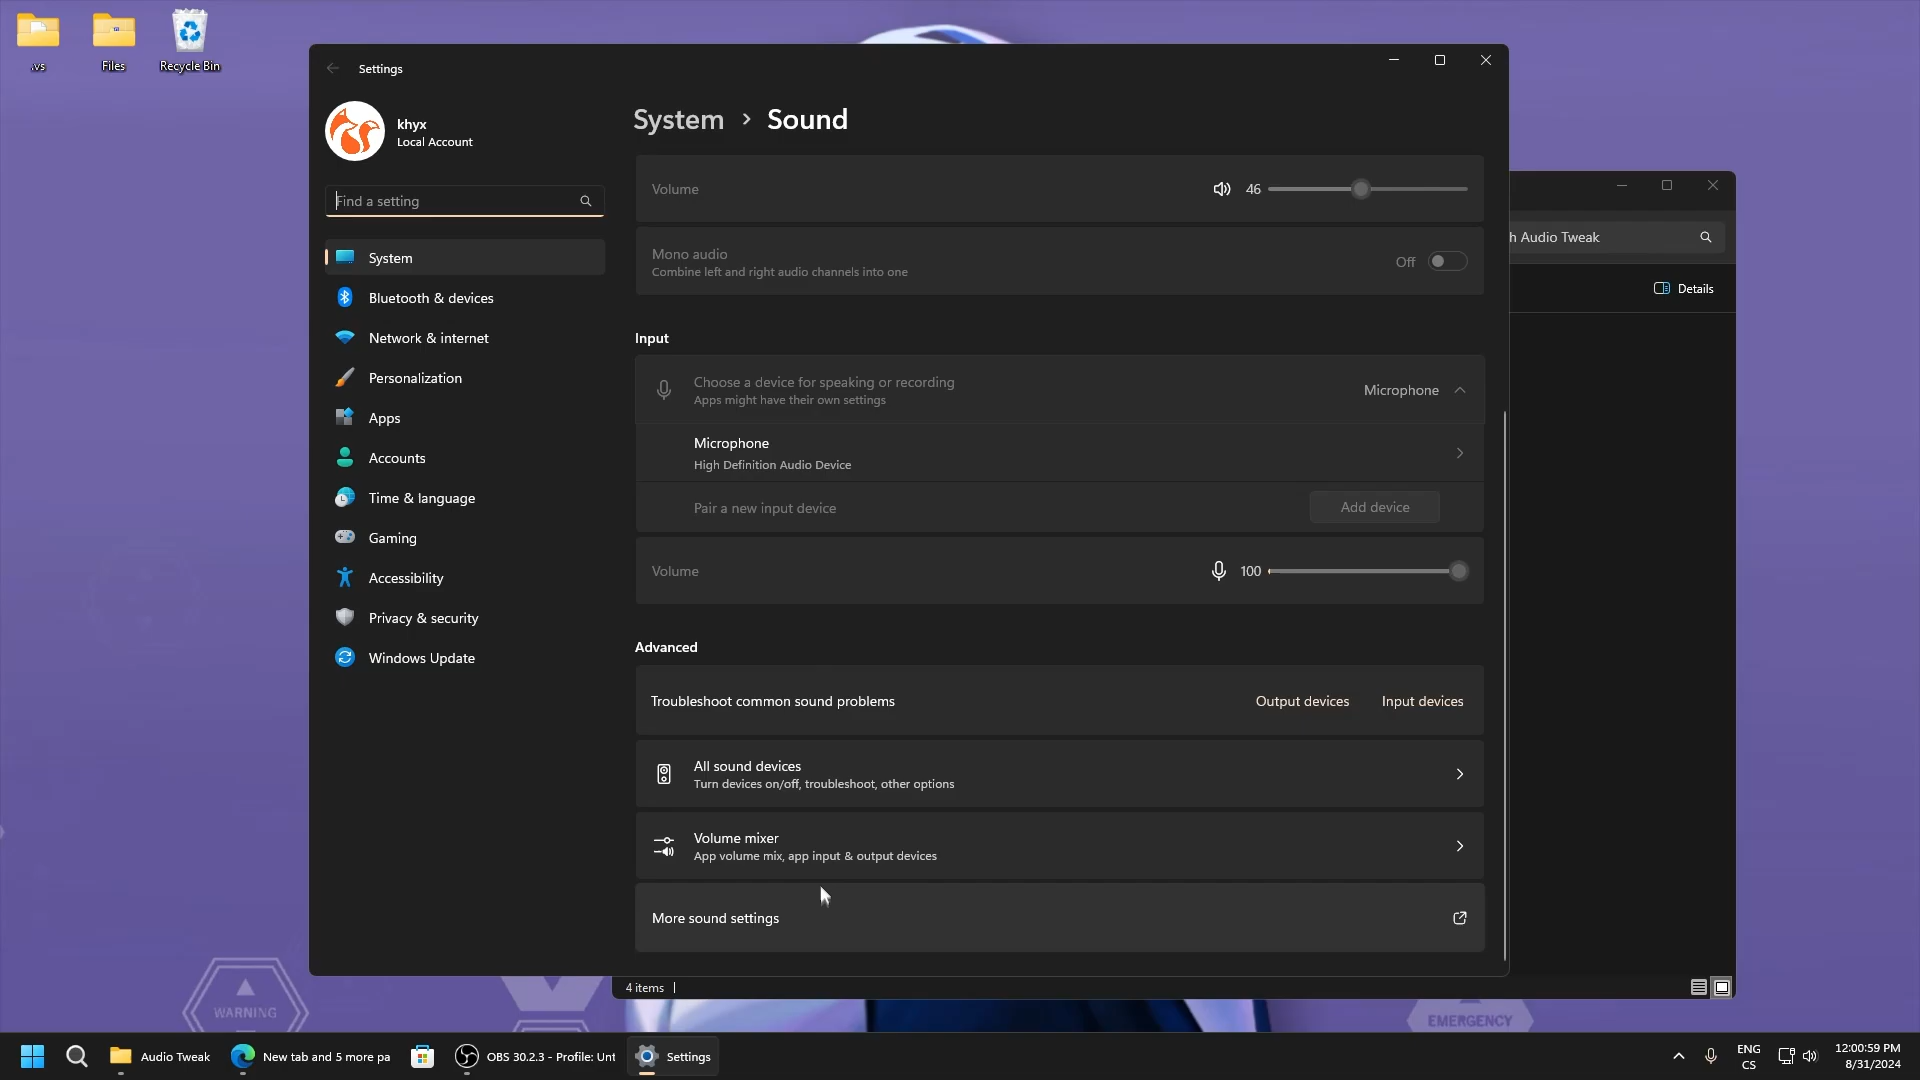 .vs
Files
Recycle Bin
Settings
khyx
Local Account
Find a setting
System
Bluetooth & devices
Network & internet
Personalization
Apps
Accounts
Time & language
Gaming
Accessibility
Privacy & security
Windows Update
System > Sound
Volume
46
Mono audio
Combine left and right audio channels into one
Off
Input
Choose a device for speaking or recording
Apps might have their own settings
Microphone
Microphone
High Definition Audio Device
Pair a new input device
Add device
Volume
100
Advanced
Troubleshoot common sound problems
Output devices
Input devices
All sound devices
Turn devices on/off, troubleshoot, other options
Volume mixer
App volume mix, app input & output devices
More sound settings
h Audio Tweak
Details
4 items
WARNING
EMERGENCY
Audio Tweak
New tab and 5 more pa
OBS 30.2.3 - Profile: Unt
Settings
ENG
CS
12:00:59 PM
8/31/2024